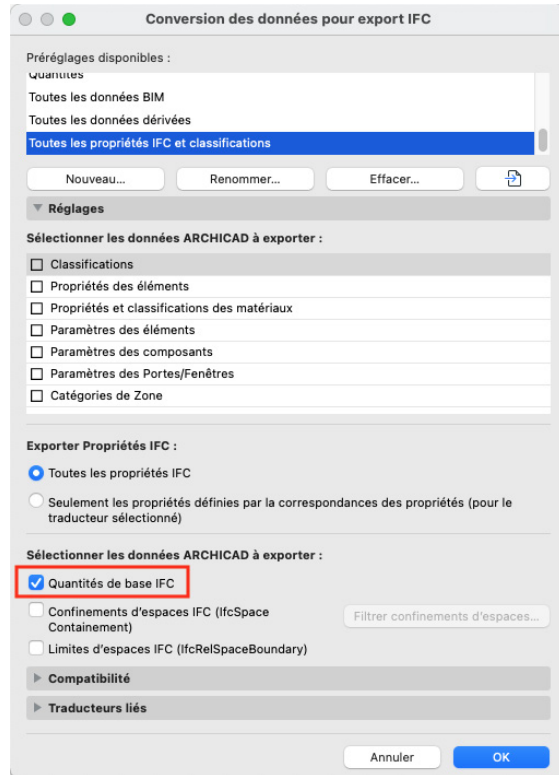 Conversion des données pour export IFC
Préréglages disponibles :
Quantités
Toutes les données BIM
Toutes les données dérivées
Toutes les propriétés IFC et classifications
Nouveau...
Renommer...
Effacer...
Réglages
Sélectionner les données ARCHICAD à exporter :
Classifications
Propriétés des éléments
Propriétés et classifications des matériaux
Paramètres des éléments
Paramètres des composants
Paramètres des Portes/Fenêtres
Catégories de Zone
Exporter Propriétés IFC :
Toutes les propriétés IFC
Seulement les propriétés définies par la correspondances des propriétés (pour le
traducteur sélectionné)
Sélectionner les données ARCHICAD à exporter :
Quantités de base IFC
Confinements d'espaces IFC (IfcSpace
Containement)
Filtrer confinements d'espaces...
Limites d'espaces IFC (IfcRelSpaceBoundary)
Compatibilité
Traducteurs liés
Annuler
OK